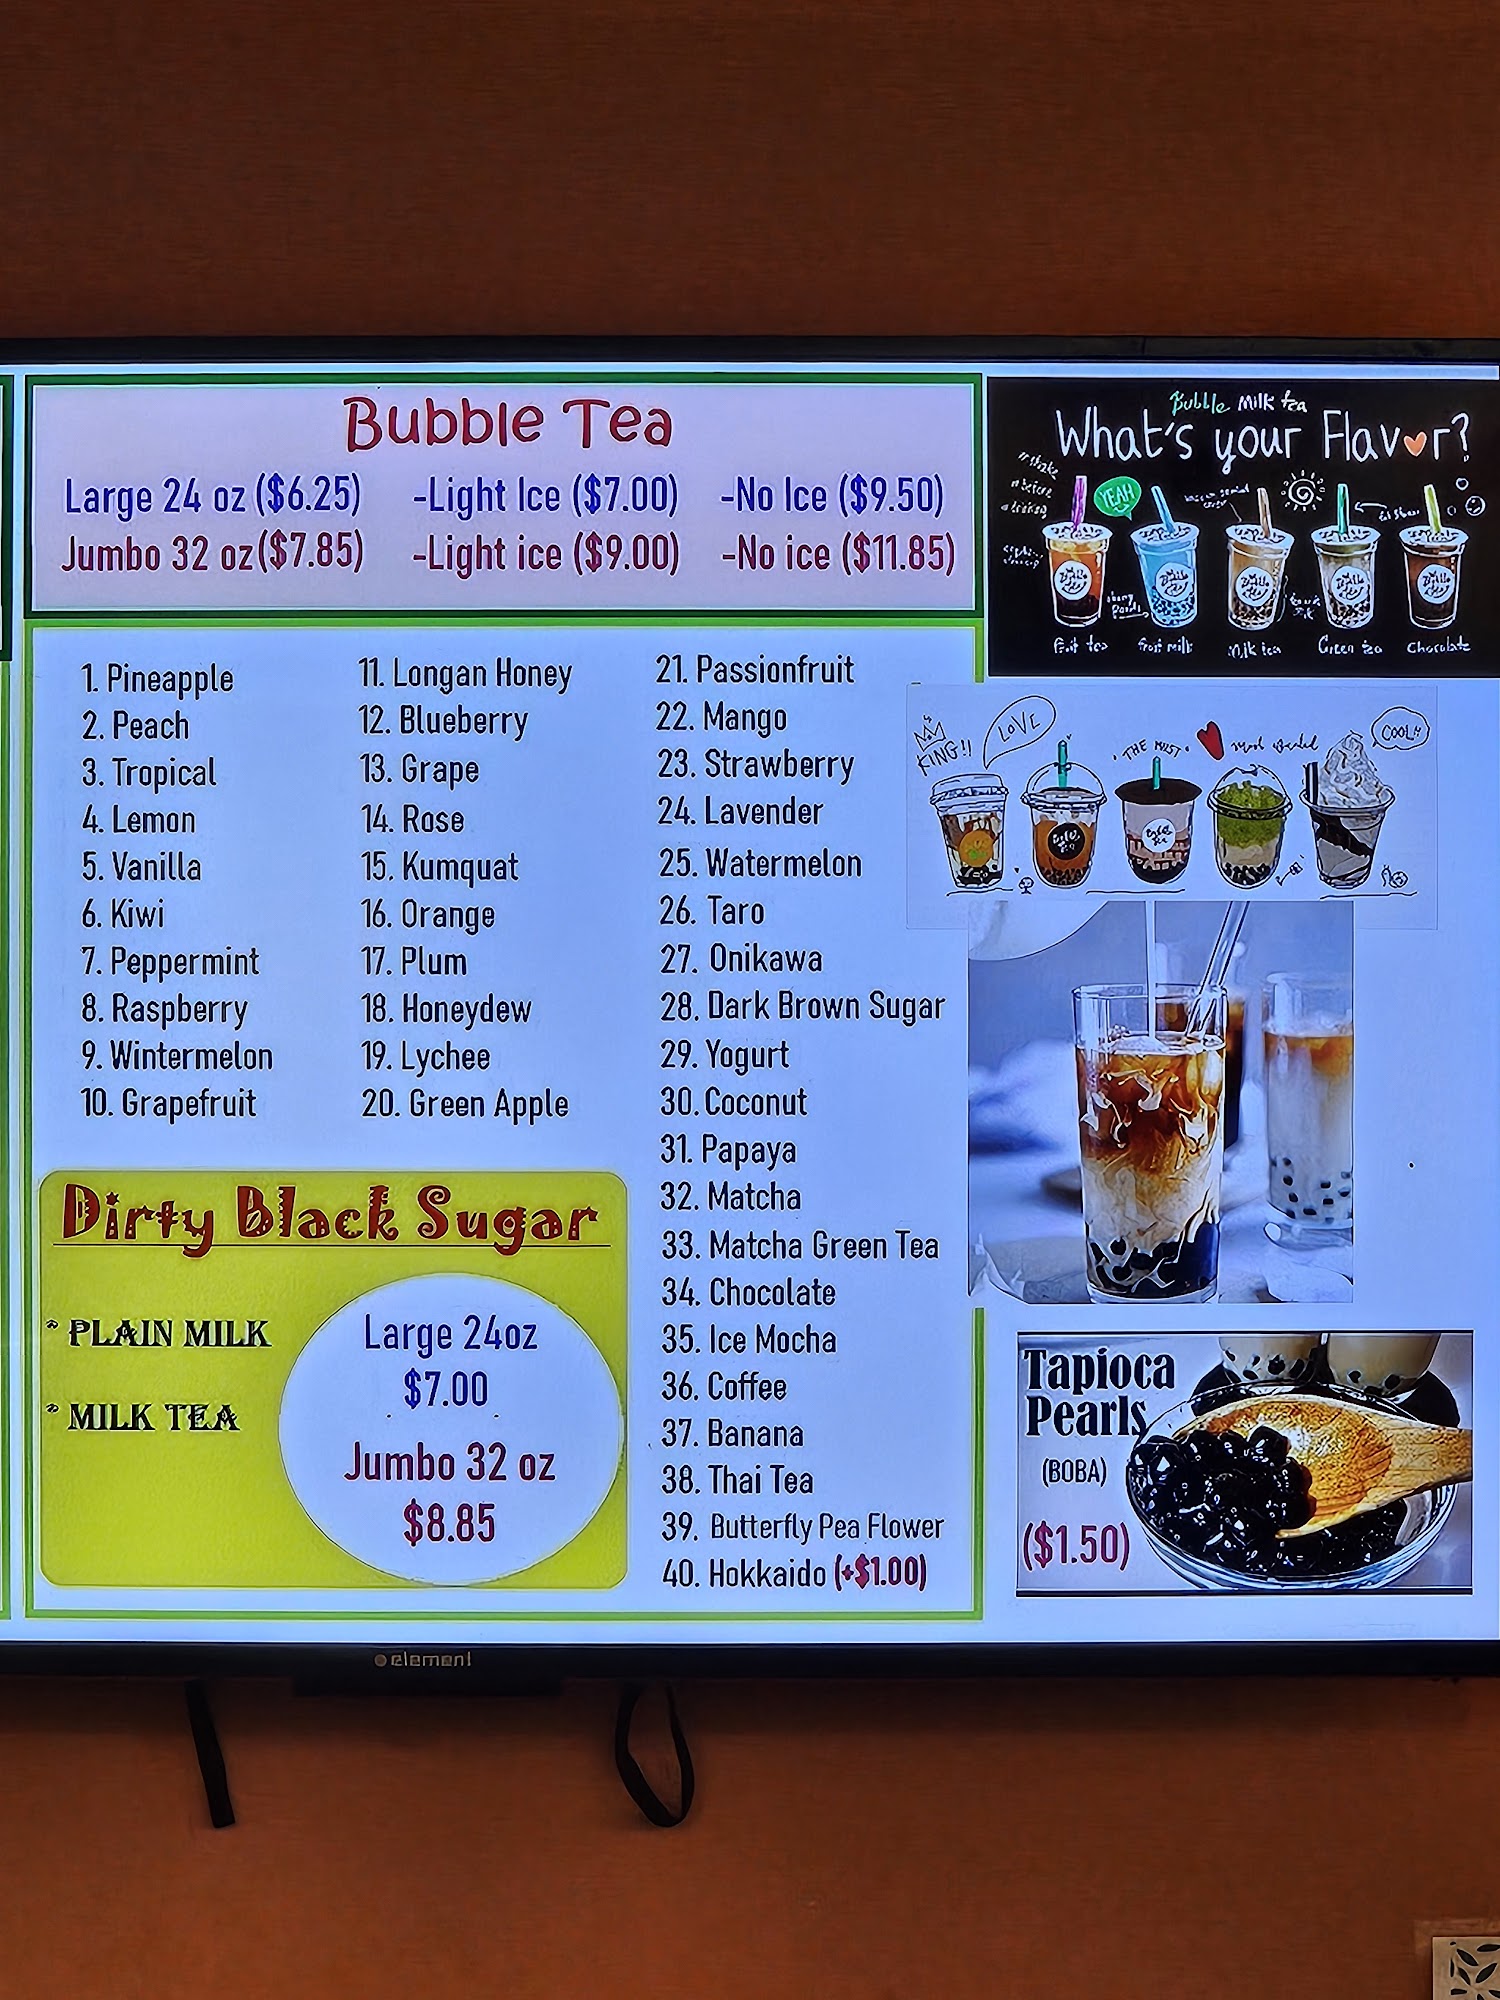 Bubble Tea
Large 24 oz ($6.25) -Light Ice ($7.00) -No Ice ($9.50)
Jumbo 32 oz($7.85) -Light ice ($9.00) -No ice ($11.85)
1. Pineapple
2. Peach
3. Tropical
4. Lemon
5. Vanilla
6. Kiwi
7. Peppermint
8. Raspberry
9. Wintermelon
10. Grapefruit
11. Longan Honey
12. Blueberry
13. Grape
14. Rose
15. Kumquat
16. Orange
17. Plum
18. Honeydew
19. Lychee
20. Green Apple
21. Passionfruit
22. Mango
23. Strawberry
24. Lavender
25. Watermelon
26. Taro
27. Onikawa
28. Dark Brown Sugar
29. Yogurt
30. Coconut
31. Papaya
32. Matcha
33. Matcha Green Tea
34. Chocolate
35. Ice Mocha
36. Coffee
37. Banana
38. Thai Tea
39. Butterfly Pea Flower
40. Hokkaido (+$1.00)
Dirty Black Sugar
* PLAIN MILK
* MILK TEA
Large 24oz
$7.00
Jumbo 32 oz
$8.85
Bubble Milk tea
What's your Flavor?
YEAH
Fruit tea Fruit milk Milk tea Green tea Chocolate
KING!! LOVE THE MIST COOL!!
Tapioca
Pearls
(BOBA)
($1.50)
element